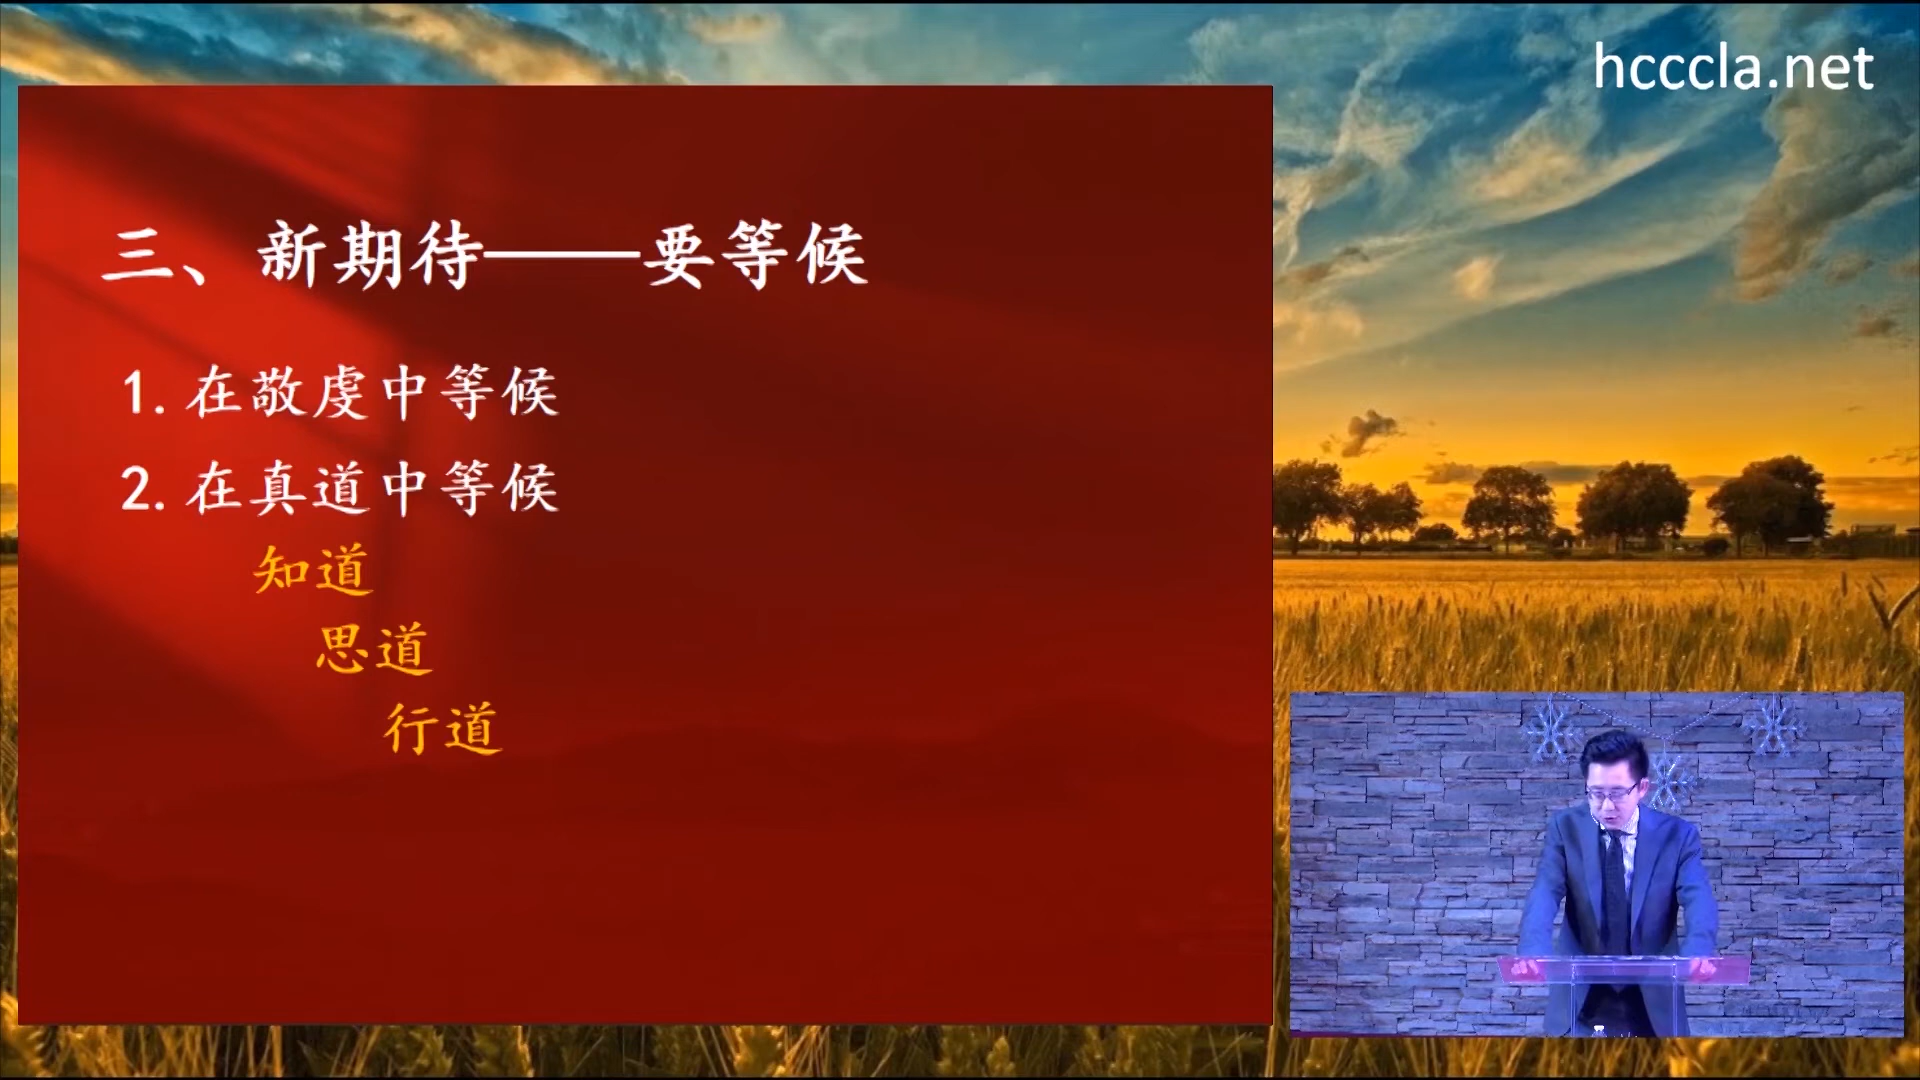 hcccla.net
三、新期待——要等候
1.在敬虔中等候
2.在真道中等候
知道
思道
行道